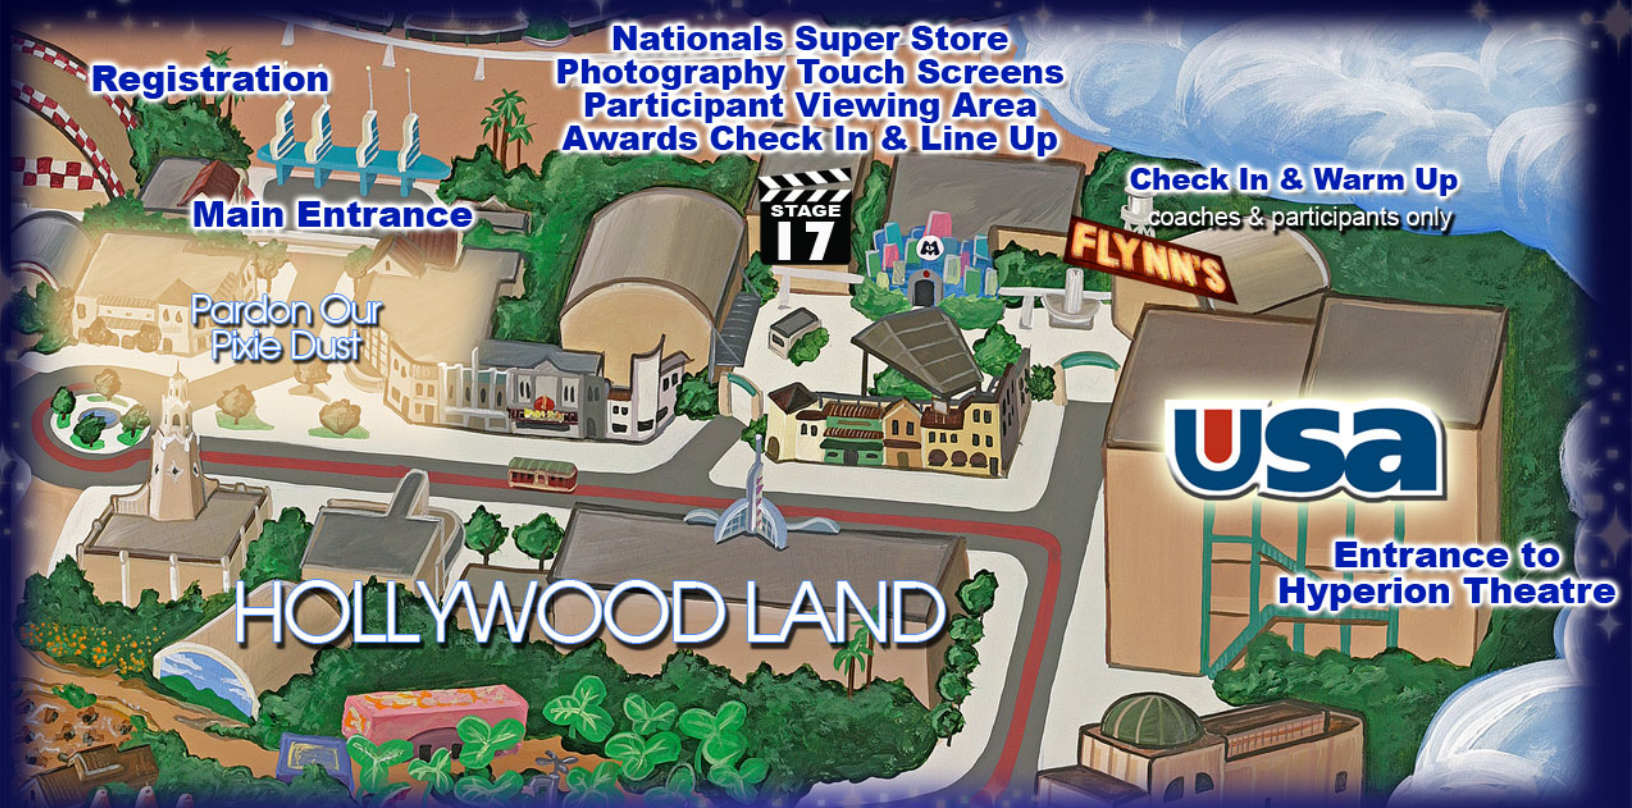 Nationals Super Store
Photography Touch Screens
Participant Viewing Area
Awards Check In & Line Up
Registration
Main Entrance
STAGE
17
Check In & Warm Up
coaches & participants only
FLYNN'S
Pardon Our
Pixie Dust
USA
Entrance to
Hyperion Theatre
HOLLYWOOD LAND